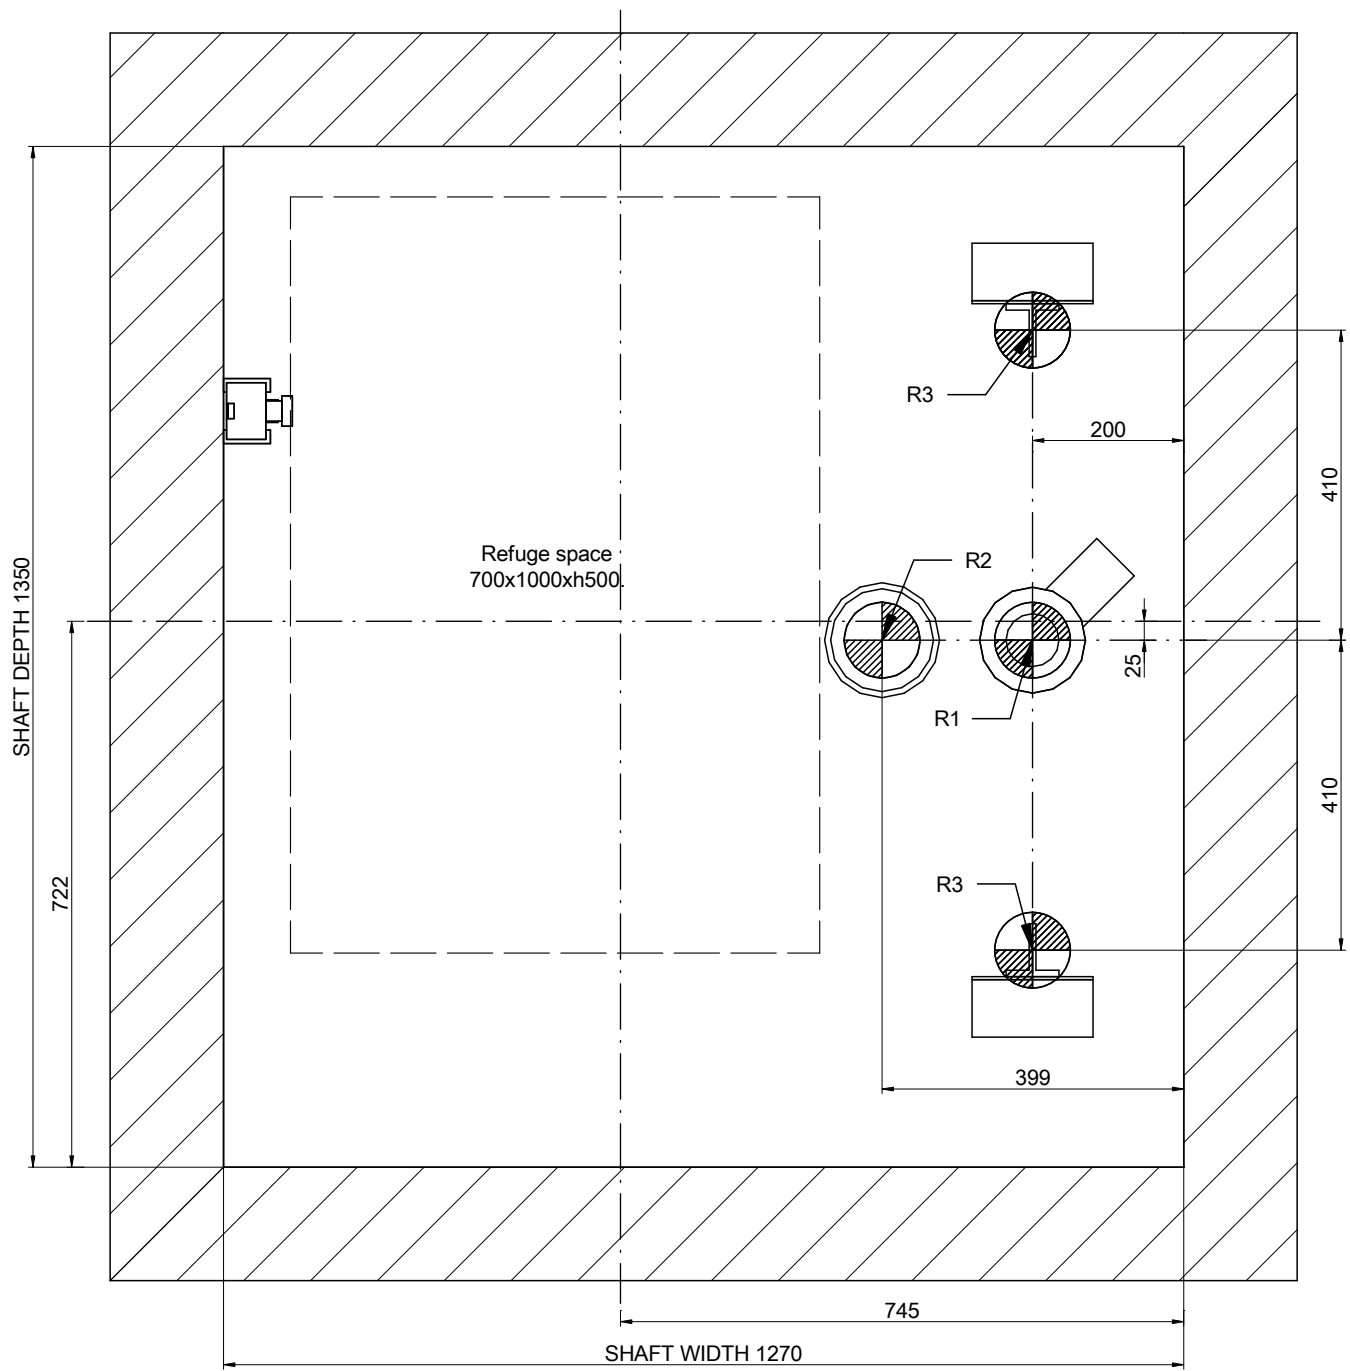 R3
200
410
SHAFT DEPTH 1350
Refuge space
700x1000xh500.
R2
25
R1
410
722
R3
399
745
SHAFT WIDTH 1270